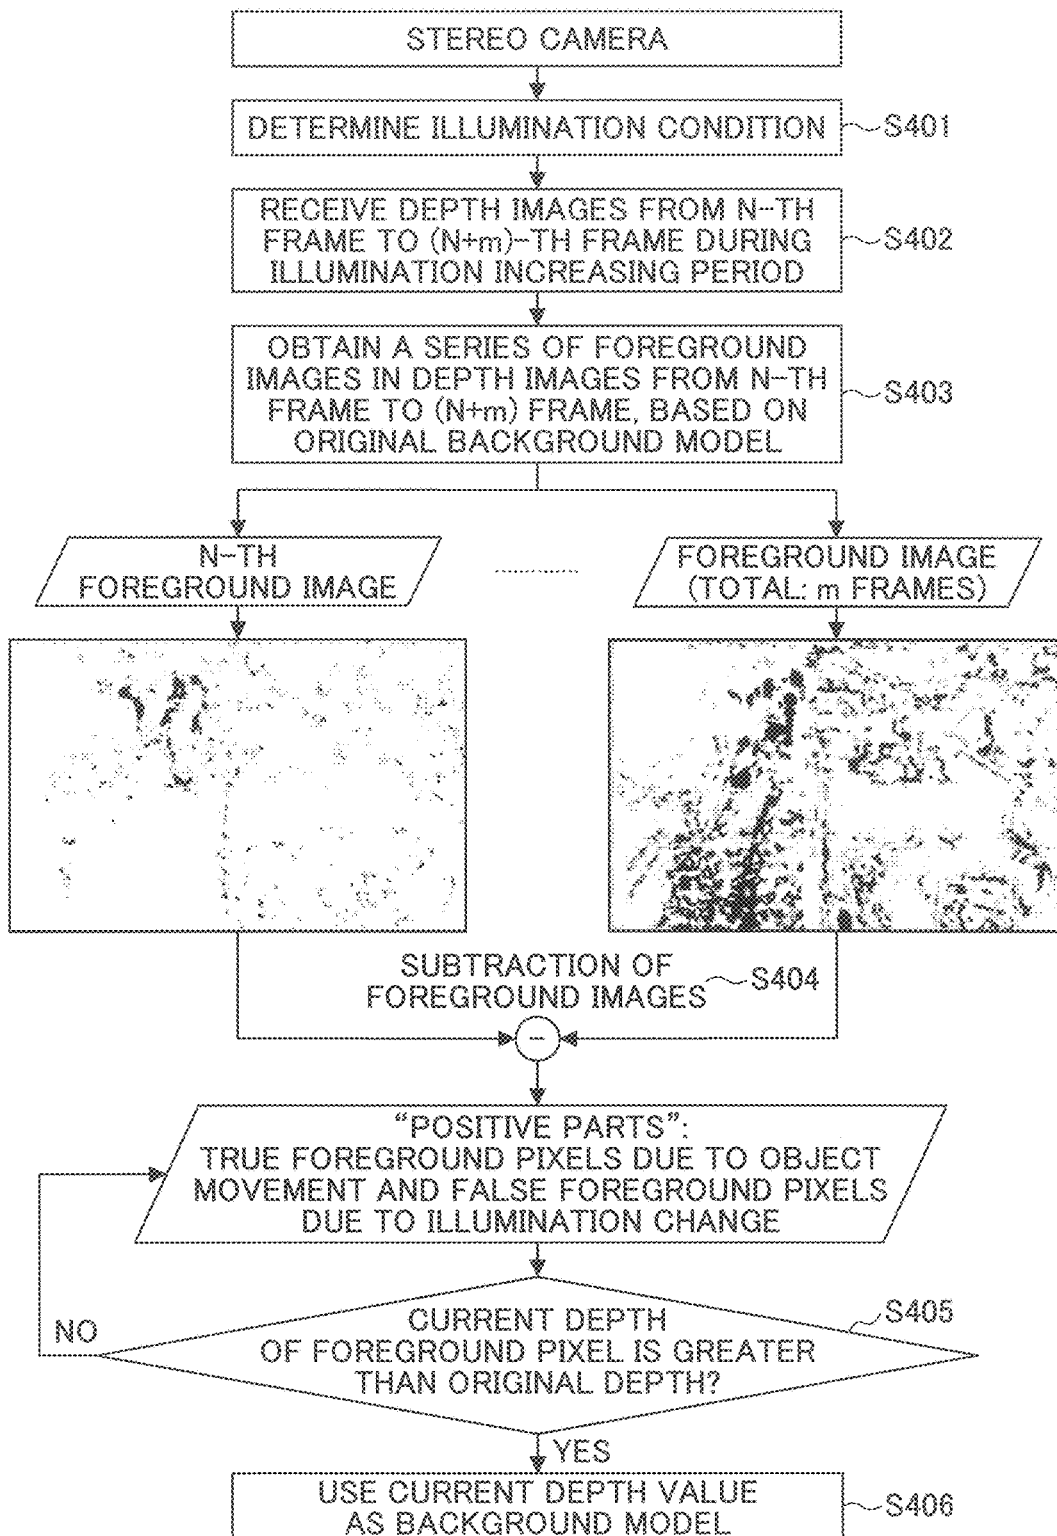 STEREO CAMERA
DETERMINE ILLUMINATION CONDITION
S401
RECEIVE DEPTH IMAGES FROM N-TH
FRAME TO (N+m)-TH FRAME DURING
ILLUMINATION INCREASING PERIOD
S402
OBTAIN A SERIES OF FOREGROUND
IMAGES IN DEPTH IMAGES FROM N-TH
FRAME TO (N+m) FRAME, BASED ON
ORIGINAL BACKGROUND MODEL
S403
N-TH
FOREGROUND IMAGE
FOREGROUND IMAGE
(TOTAL: m FRAMES)
SUBTRACTION OF
FOREGROUND IMAGES
S404
-
"POSITIVE PARTS":
TRUE FOREGROUND PIXELS DUE TO OBJECT
MOVEMENT AND FALSE FOREGROUND PIXELS
DUE TO ILLUMINATION CHANGE
CURRENT DEPTH
OF FOREGROUND PIXEL IS GREATER
THAN ORIGINAL DEPTH?
S405
NO
YES
USE CURRENT DEPTH VALUE
AS BACKGROUND MODEL
S406